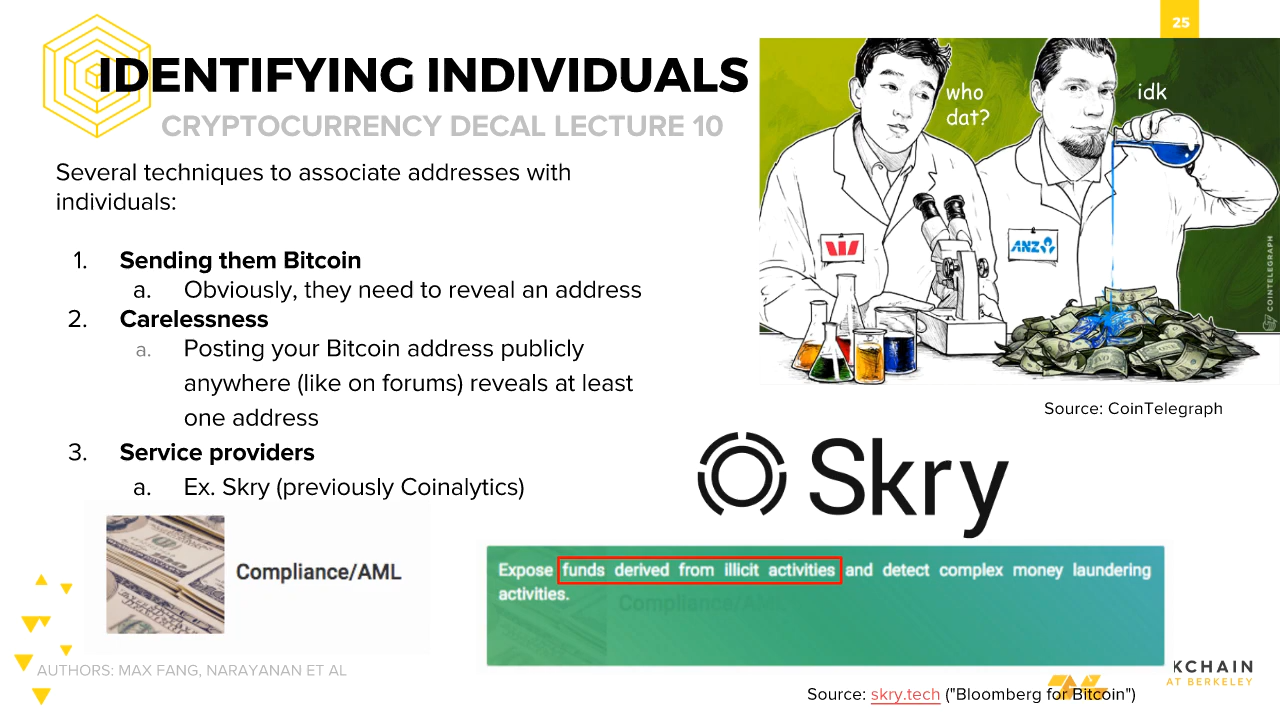 25
IDENTIFYING INDIVIDUALS
CRYPTOCURRENCY DECAL LECTURE 10
Several techniques to associate addresses with
individuals:
1. Sending them Bitcoin
a. Obviously, they need to reveal an address
2. Carelessness
a. Posting your Bitcoin address publicly
anywhere (like on forums) reveals at least
one address
3. Service providers
a. Ex. Skry (previously Coinalytics)
who
dat?
idk
ANZ
COINTELEGRAPH
Source: CoinTelegraph
Skry
Compliance/AML
Expose funds derived from illicit activities and detect complex money laundering
activities.
Compliance/AML
AUTHORS: MAX FANG, NARAYANAN ET AL
KCHAIN
AT BERKELEY
Source: skry.tech ("Bloomberg for Bitcoin")